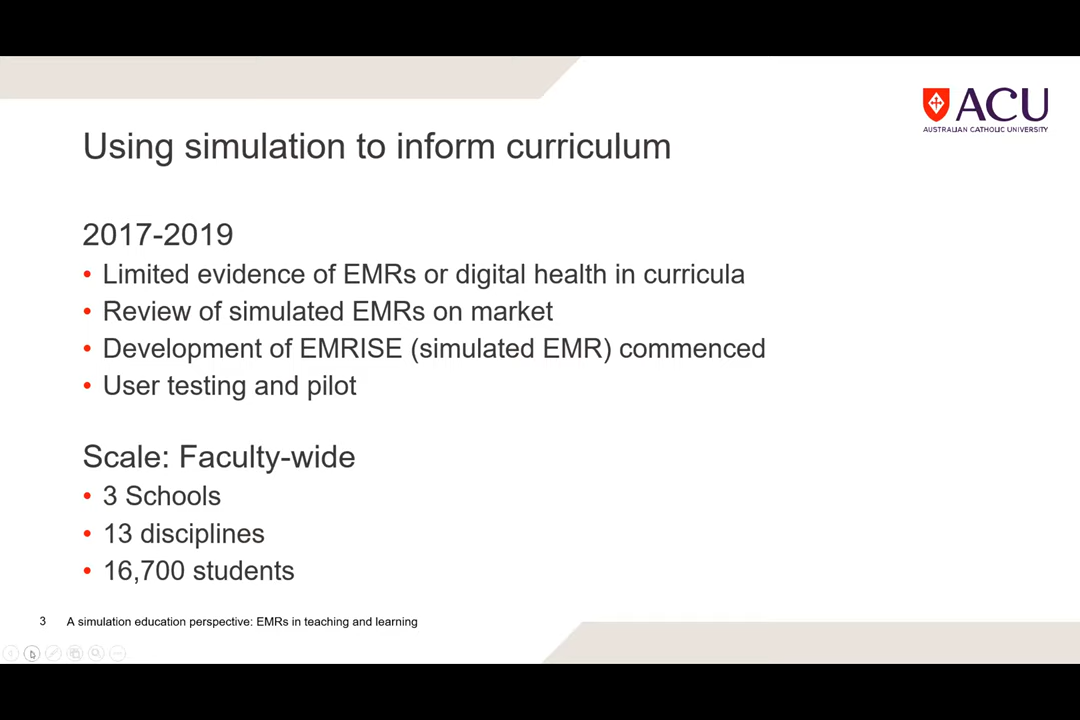 ACU
AUSTRALIAN CATHOLIC UNIVERSITY
Using simulation to inform curriculum
2017-2019
• Limited evidence of EMRs or digital health in curricula
• Review of simulated EMRs on market
• Development of EMRISE (simulated EMR) commenced
• User testing and pilot
Scale: Faculty-wide
• 3 Schools
• 13 disciplines
• 16,700 students
3 A simulation education perspective: EMRs in teaching and learning